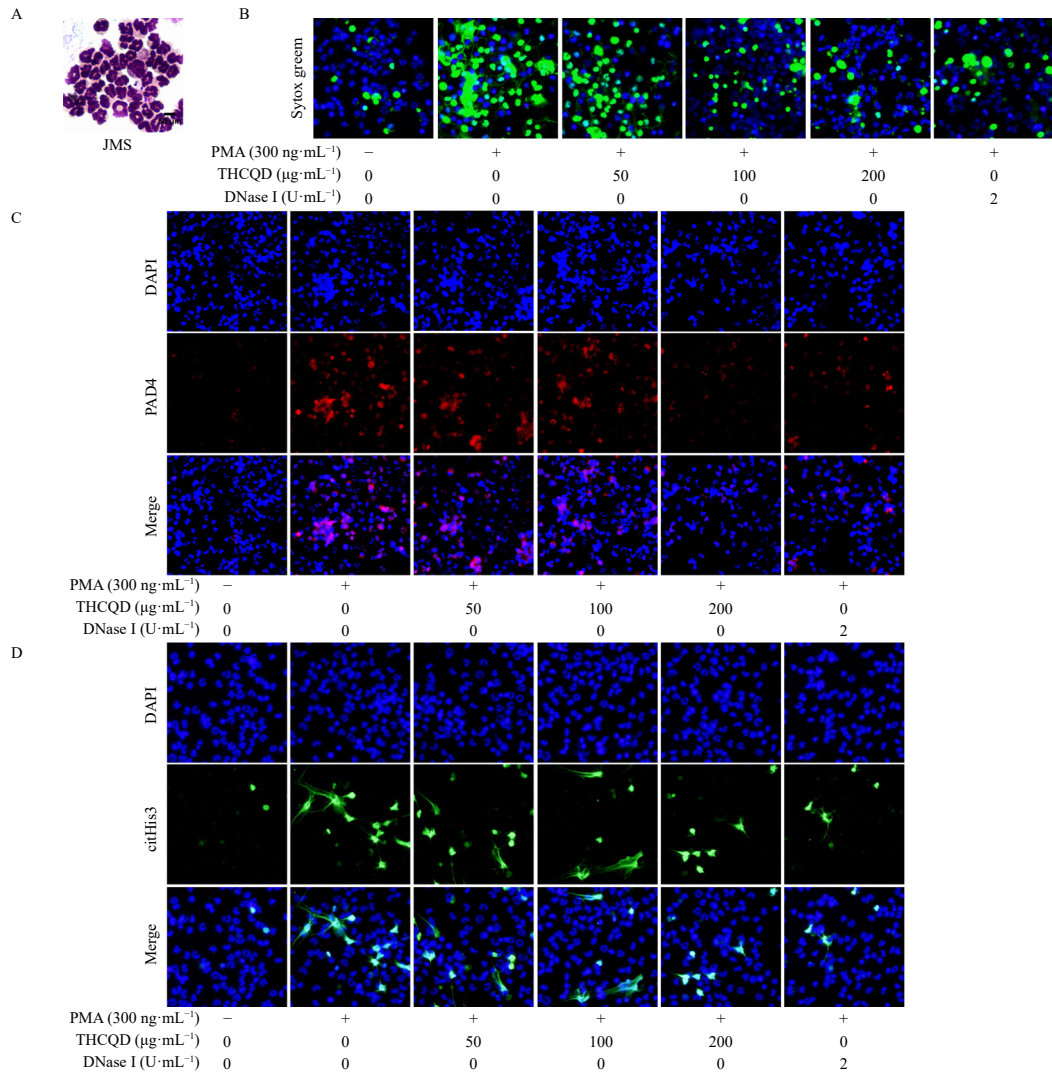 A
JMS
B
Sytox greem
PMA (300 ng·mL⁻¹) − + + + + +
THCQD (μg·mL⁻¹) 0 0 50 100 200 0
DNase I (U·mL⁻¹) 0 0 0 0 0 2
C
DAPI
PAD4
Merge
PMA (300 ng·mL⁻¹) − + + + + +
THCQD (μg·mL⁻¹) 0 0 50 100 200 0
DNase I (U·mL⁻¹) 0 0 0 0 0 2
D
DAPI
citHis3
Merge
PMA (300 ng·mL⁻¹) − + + + + +
THCQD (μg·mL⁻¹) 0 0 50 100 200 0
DNase I (U·mL⁻¹) 0 0 0 0 0 2